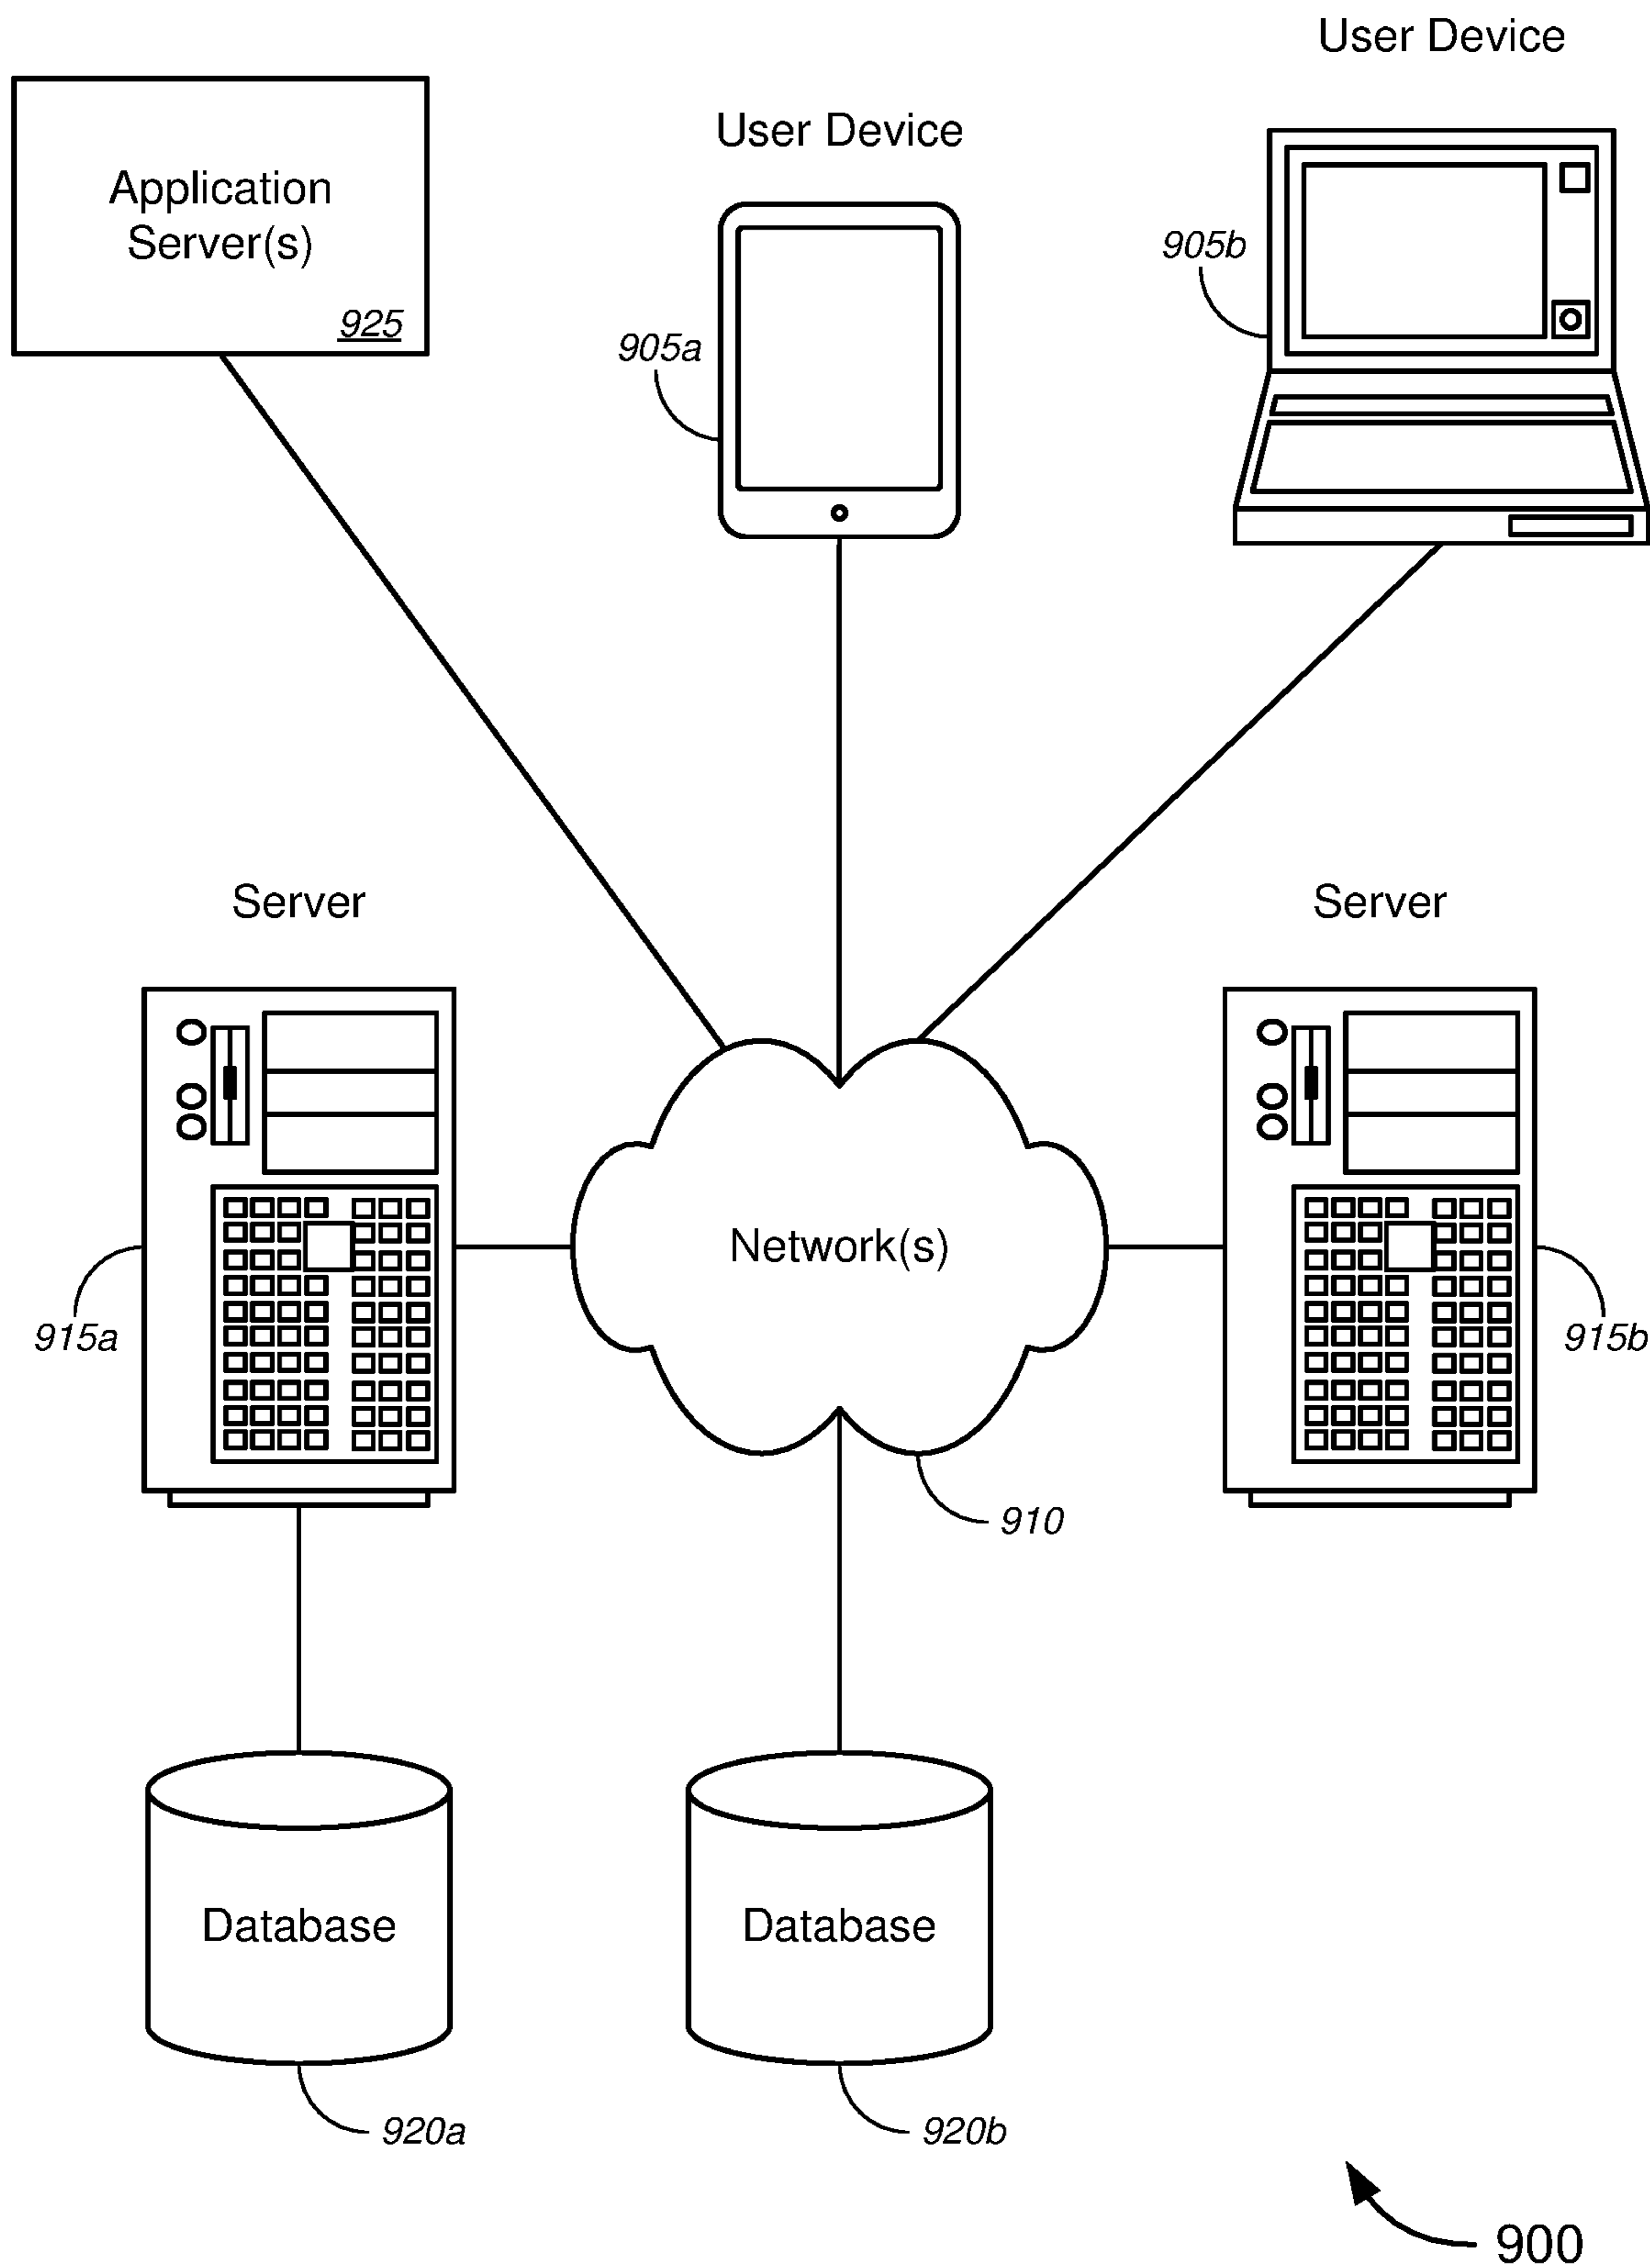 User Device
User Device
Application
Server(s)
925
905a
905b
Server
Server
Network(s)
915a
915b
910
Database
Database
920a
920b
900